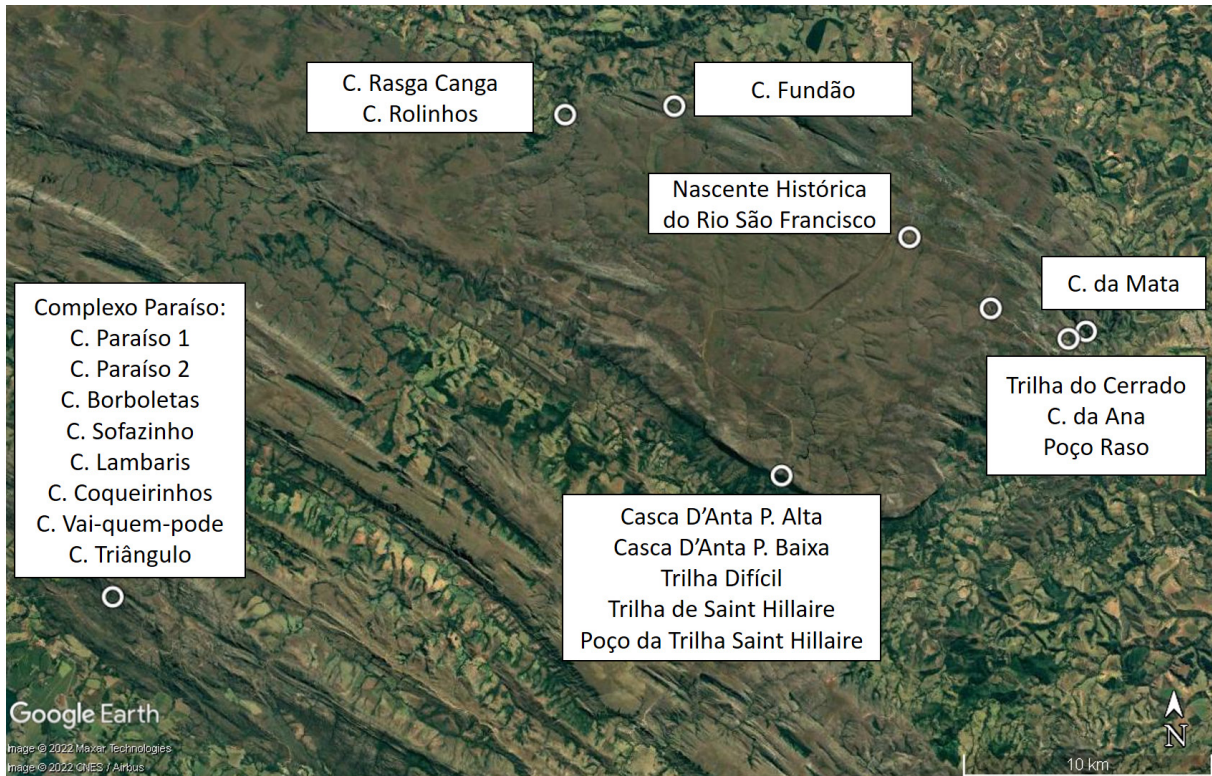 C. Rasga Canga
C. Rolinhos
C. Fundão
Nascente Histórica
do Rio São Francisco
C. da Mata
Complexo Paraíso:
C. Paraíso 1
C. Paraíso 2
C. Borboletas
C. Sofazinho
C. Lambaris
C. Coqueirinhos
C. Vai-quem-pode
C. Triângulo
Trilha do Cerrado
C. da Ana
Poço Raso
Casca D’Anta P. Alta
Casca D’Anta P. Baixa
Trilha Difícil
Trilha de Saint Hillaire
Poço da Trilha Saint Hillaire
Google Earth
Image © 2022 Maxar Technologies
Image © 2022 CNES / Airbus
N
10 km